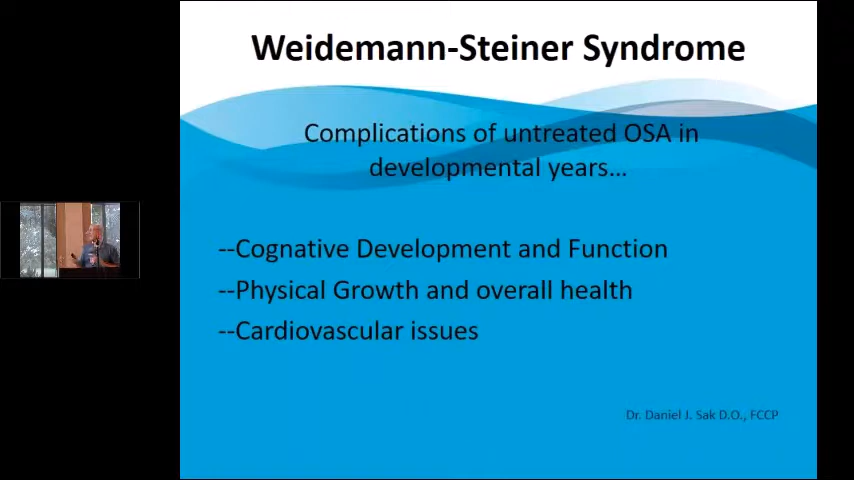 Weidemann-Steiner Syndrome
Complications of untreated OSA in
developmental years...
--Cognative Development and Function
--Physical Growth and overall health
--Cardiovascular issues
Dr. Daniel J. Sak D.O., FCCP